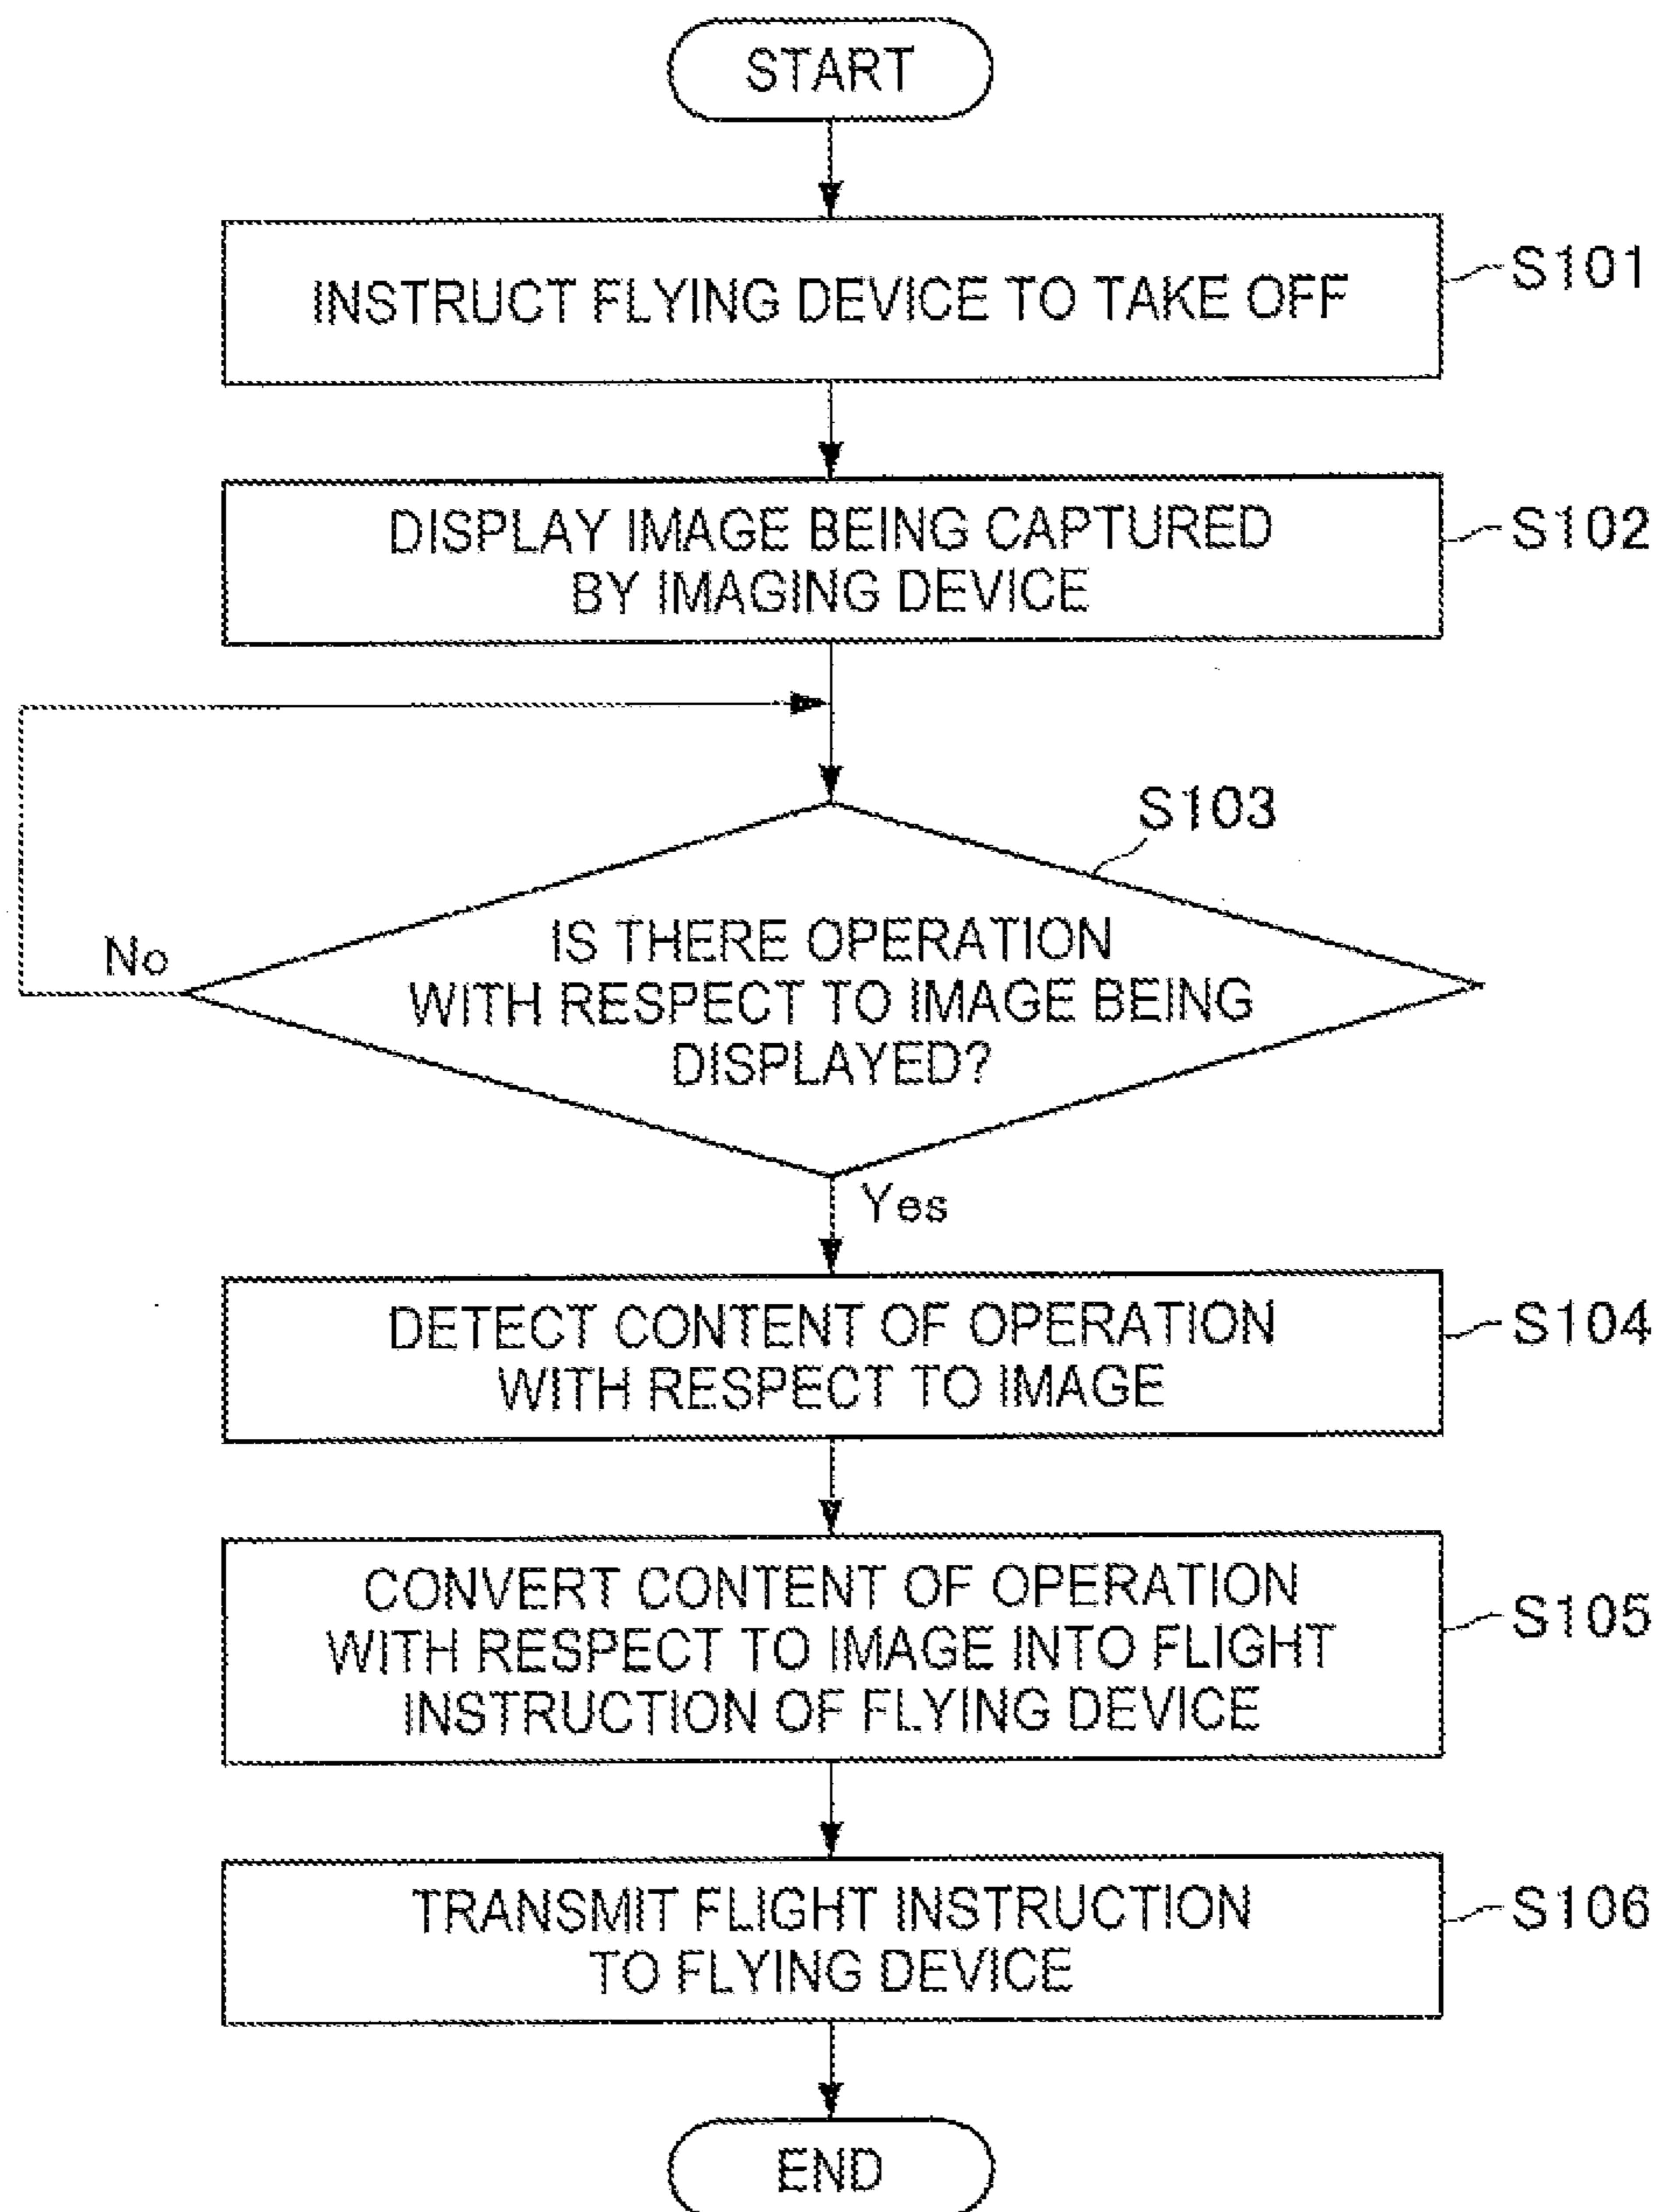 START
INSTRUCT FLYING DEVICE TO TAKE OFF
S101
DISPLAY IMAGE BEING CAPTURED
BY IMAGING DEVICE
S102
S103
IS THERE OPERATION
WITH RESPECT TO IMAGE BEING
DISPLAYED?
No
Yes
DETECT CONTENT OF OPERATION
WITH RESPECT TO IMAGE
S104
CONVERT CONTENT OF OPERATION
WITH RESPECT TO IMAGE INTO FLIGHT
INSTRUCTION OF FLYING DEVICE
S105
TRANSMIT FLIGHT INSTRUCTION
TO FLYING DEVICE
S106
END